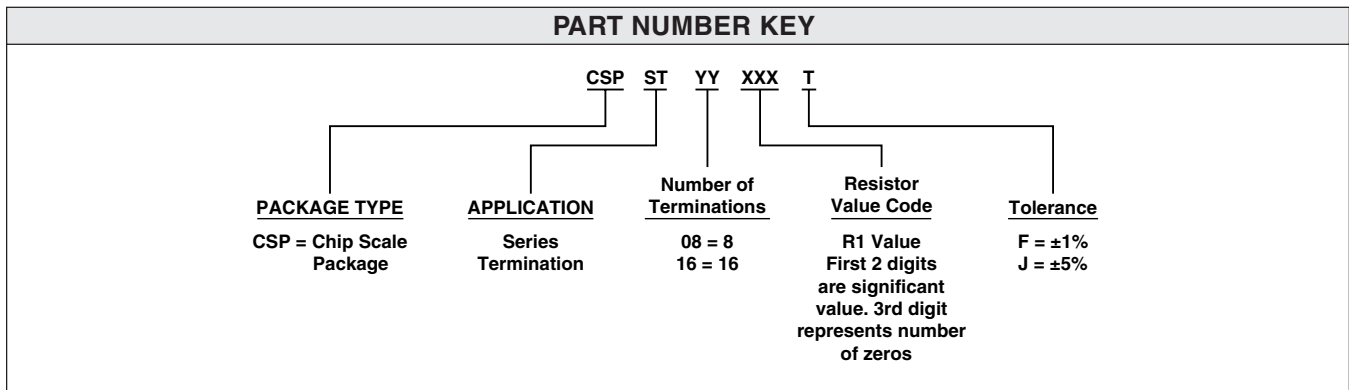 PART NUMBER KEY
CSP ST YY XXX T
PACKAGE TYPE
CSP = Chip Scale
Package
APPLICATION
Series
Termination
Number of
Terminations
08 = 8
16 = 16
Resistor
Value Code
R1 Value
First 2 digits
are significant
value. 3rd digit
represents number
of zeros
Tolerance
F = ±1%
J = ±5%